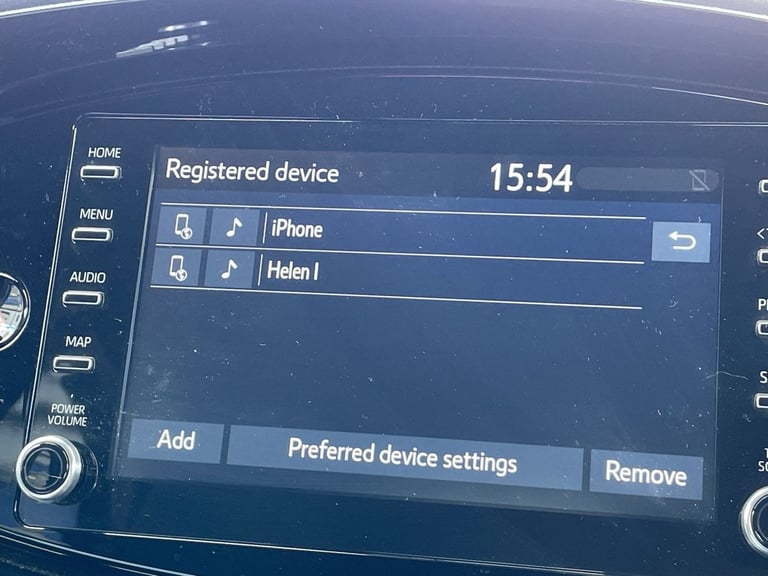 HOME
MENU
AUDIO
MAP
POWER
VOLUME
Registered device
15:54
iPhone
Helen I
Add
Preferred device settings
Remove